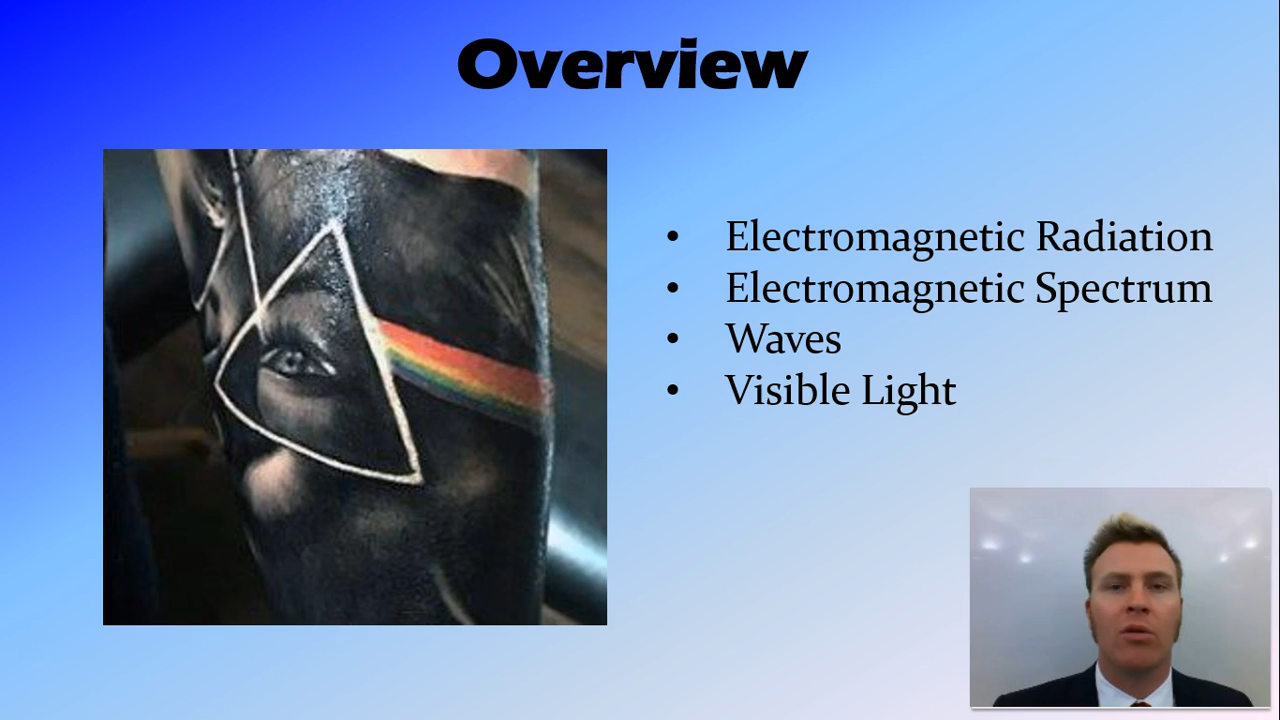 Overview
• Electromagnetic Radiation
• Electromagnetic Spectrum
• Waves
• Visible Light